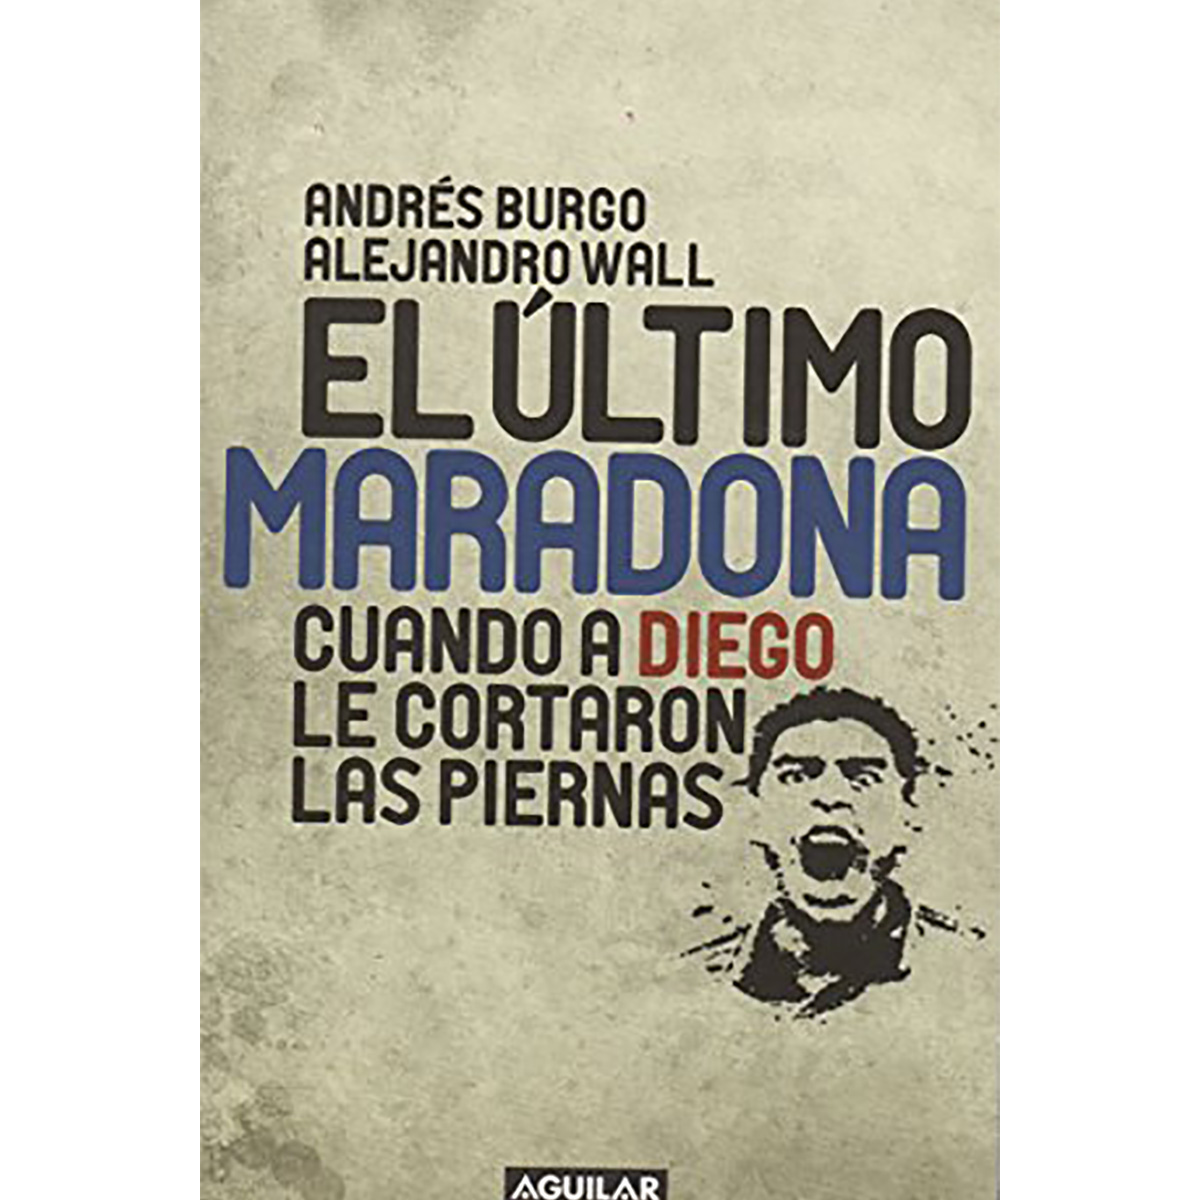 ANDRÉS BURGO
ALEJANDRO WALL
EL ÚLTIMO
MARADONA
CUANDO A DIEGO
LE CORTARON
LAS PIERNAS
AGUILAR